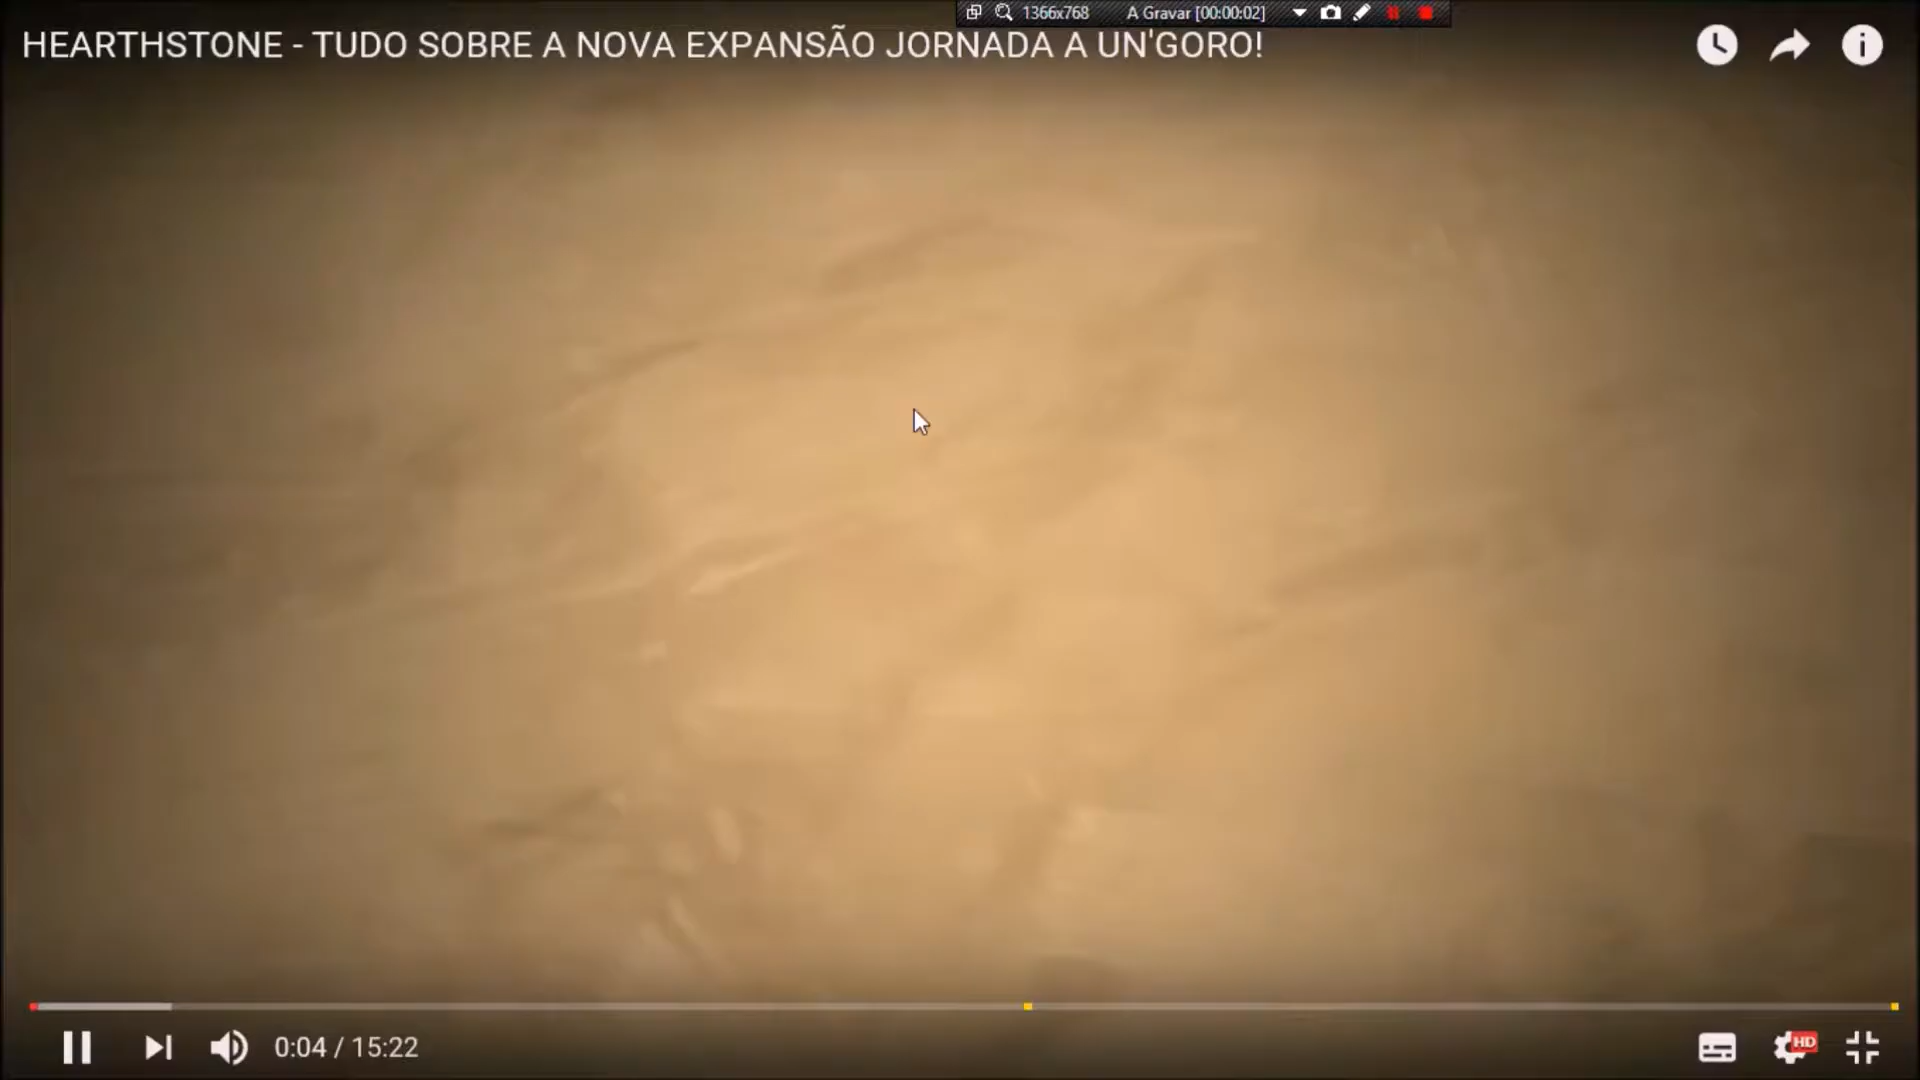 1366x768 A Gravar [00:00:02]
HEARTHSTONE - TUDO SOBRE A NOVA EXPANSÃO JORNADA A UN'GORO!
0:04 / 15:22 HD